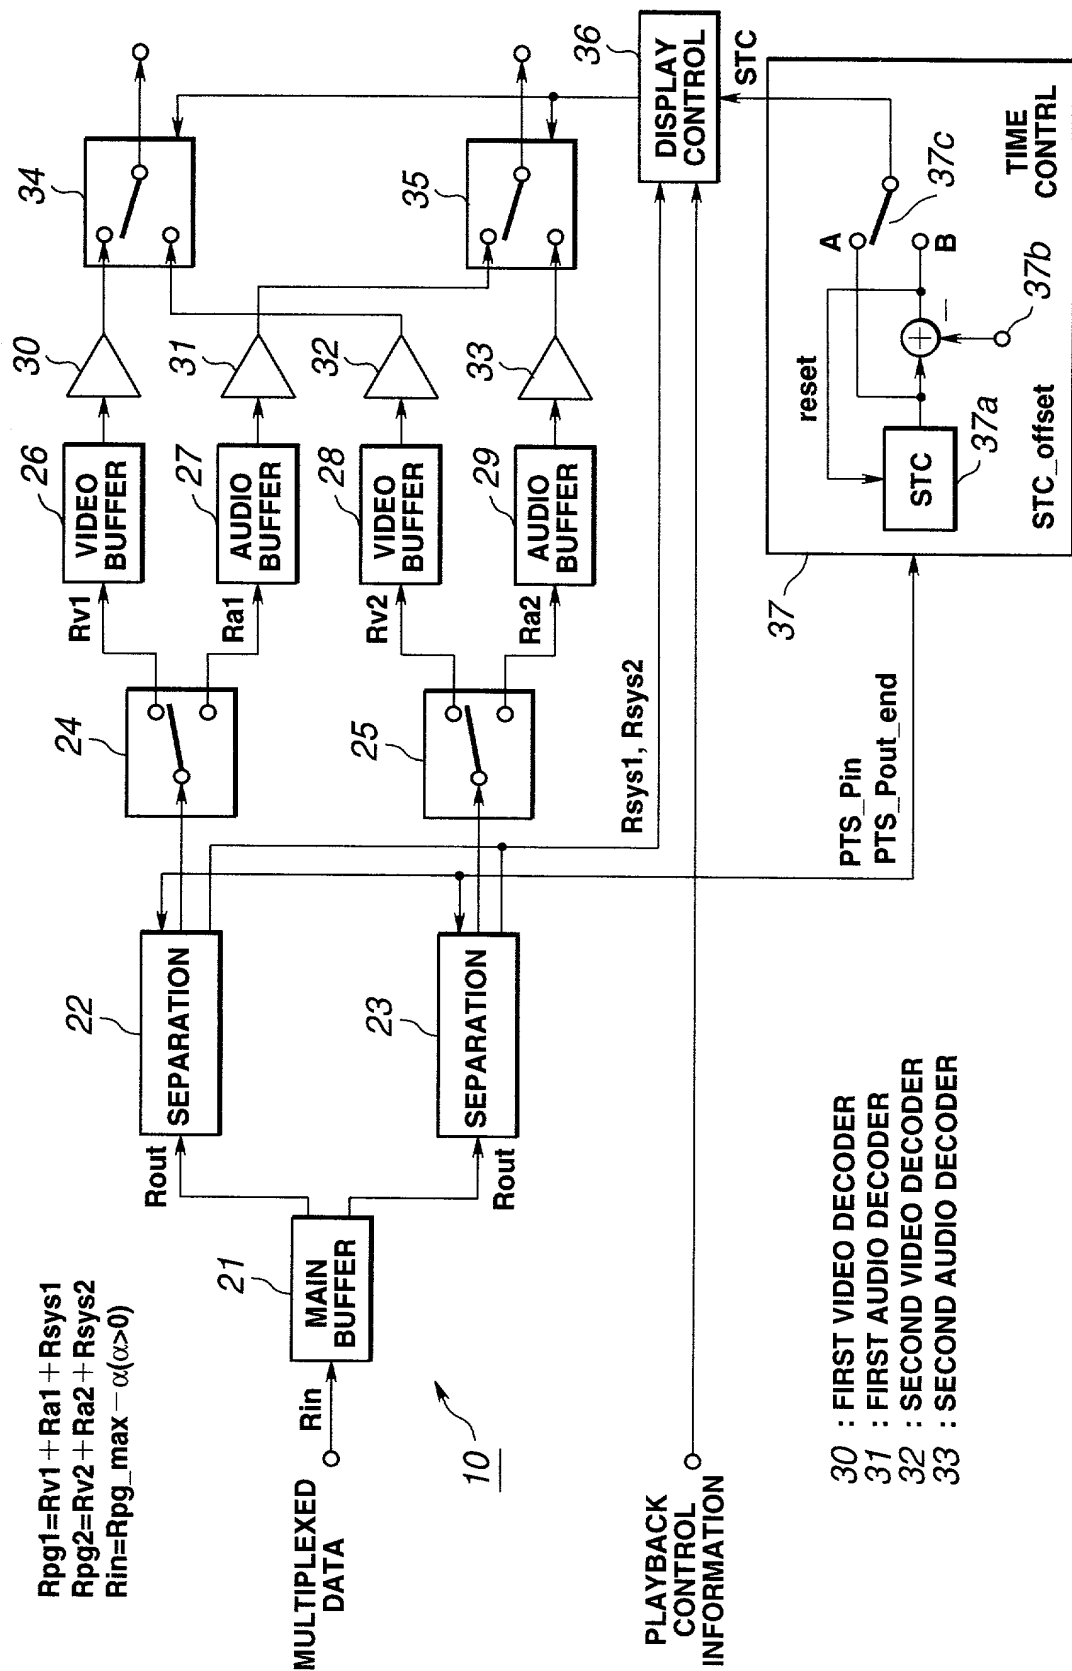 Rpg1=Rv1+Ra1+Rsys1
Rpg2=Rv2+Ra2+Rsys2
Rin=Rpg_max−α(α>0)
MULTIPLEXED
DATA
Rin
10
21
MAIN
BUFFER
Rout
Rout
22
SEPARATION
23
SEPARATION
24
25
Rv1
Ra1
Rv2
Ra2
26
VIDEO
BUFFER
27
AUDIO
BUFFER
28
VIDEO
BUFFER
29
AUDIO
BUFFER
30
31
32
33
34
35
PLAYBACK
CONTROL
INFORMATION
Rsys1, Rsys2
36
DISPLAY
CONTROL
STC
PTS_Pin
PTS_Pout_end
37
reset
STC
37a
STC_offset
−
+
37b
A
B
37c
TIME
CONTRL
30 : FIRST VIDEO DECODER
31 : FIRST AUDIO DECODER
32 : SECOND VIDEO DECODER
33 : SECOND AUDIO DECODER